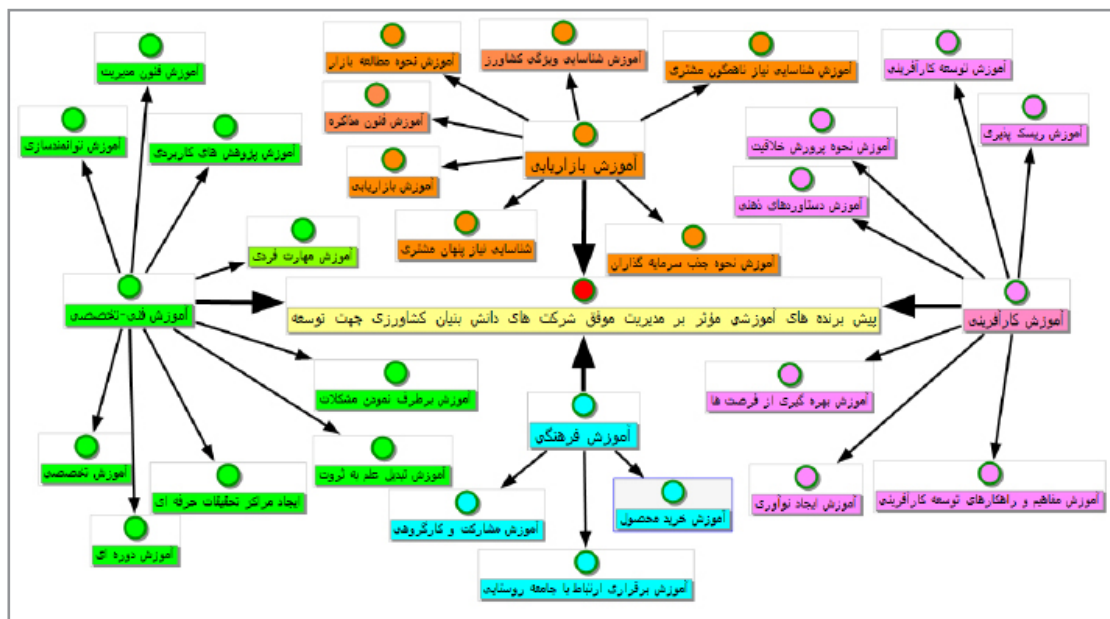 آموزش فنون مدیریت
آموزش نحوه مطالعه بازار
آموزش شناسایی ویژگی کشاورز
آموزش شناسایی نیاز ناهمگون مشتری
آموزش توسعه کارآفرینی
آموزش توانمندسازی
آموزش پژوهش های کاربردی
آموزش فنون مذاکره
آموزش نحوه پرورش خلاقیت
آموزش ریسک پذیری
آموزش بازاریابی
آموزش بازاریابی
آموزش دستاوردهای ذهنی
آموزش مهارت فردی
شناسایی نیاز پنهان مشتری
آموزش نحوه جذب سرمایه گذاران
آموزش فنی-تخصصی
پیش برنده های آموزشی مؤثر بر مدیریت موفق شرکت های دانش بنیان کشاورزی جهت توسعه
آموزش کارآفرینی
آموزش برطرف نمودن مشکلات
آموزش فرهنگی
آموزش بهره گیری از فرصت ها
آموزش تخصصی
ایجاد مراکز تحقیقات حرفه ای
آموزش تبدیل علم به ثروت
آموزش مشارکت و کارگروهی
آموزش خرید محصول
آموزش ایجاد نوآوری
آموزش مفاهیم و راهکارهای توسعه کارآفرینی
آموزش دوره ای
آموزش برقراری ارتباط با جامعه روستایی